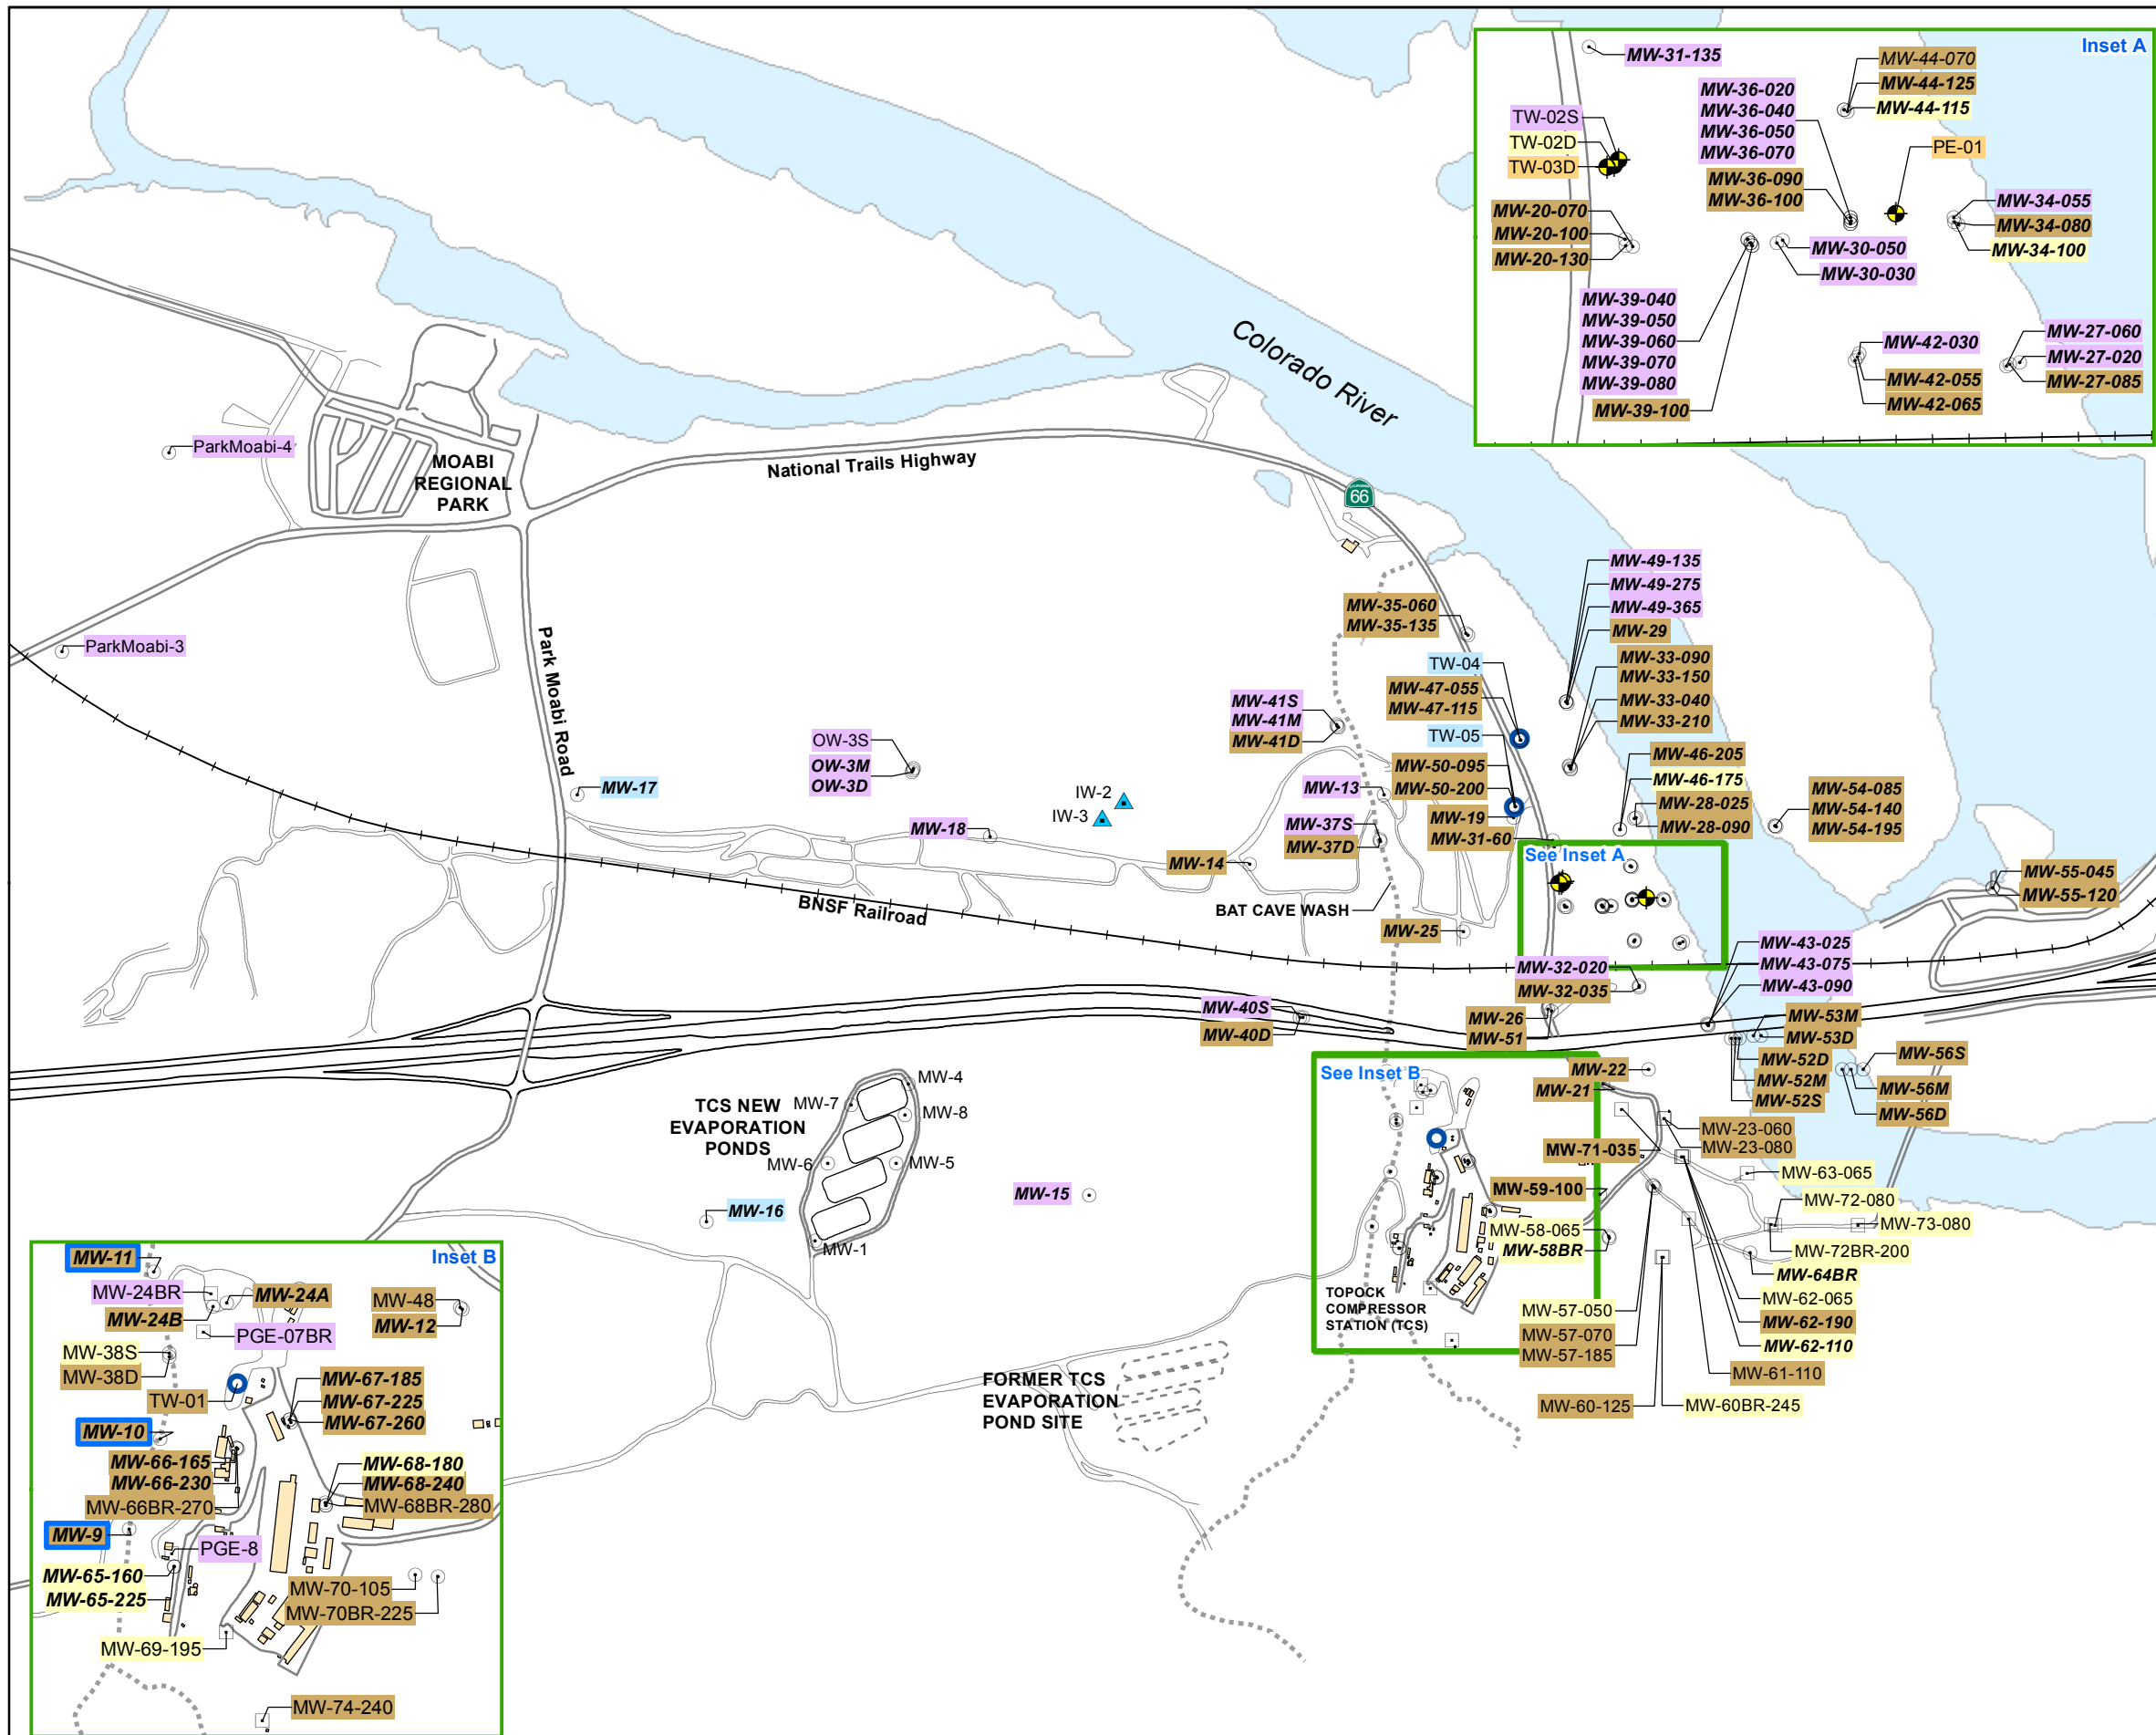 Inset A
MW-31-135
MW-44-070
MW-44-125
MW-44-115
MW-36-020
MW-36-040
MW-36-050
MW-36-070
TW-02S
TW-02D
TW-03D
PE-01
MW-36-090
MW-36-100
MW-34-055
MW-34-080
MW-34-100
MW-20-070
MW-20-100
MW-20-130
MW-30-050
MW-30-030
MW-39-040
MW-39-050
MW-39-060
MW-39-070
MW-39-080
MW-39-100
MW-42-030
MW-42-055
MW-42-065
MW-27-060
MW-27-020
MW-27-085
Colorado River
National Trails Highway
CALIFORNIA
66
ParkMoabi-4
MOABI
REGIONAL
PARK
ParkMoabi-3
Park Moabi Road
MW-49-135
MW-49-275
MW-49-365
MW-29
MW-33-090
MW-33-150
MW-33-040
MW-33-210
MW-35-060
MW-35-135
TW-04
MW-47-055
MW-47-115
TW-05
MW-50-095
MW-50-200
MW-19
MW-31-60
MW-41S
MW-41M
MW-41D
OW-3S
OW-3M
OW-3D
MW-17
IW-2
IW-3
MW-13
MW-18
MW-37S
MW-37D
MW-14
MW-46-205
MW-46-175
MW-28-025
MW-28-090
MW-54-085
MW-54-140
MW-54-195
See Inset A
MW-55-045
MW-55-120
BAT CAVE WASH
BNSF Railroad
MW-25
MW-43-025
MW-43-075
MW-43-090
MW-32-020
MW-32-035
MW-40S
MW-40D
MW-26
MW-51
MW-53M
MW-53D
MW-52D
MW-52M
MW-52S
MW-56S
MW-56M
MW-56D
See Inset B
MW-22
MW-21
MW-4
MW-7
MW-8
TCS NEW
EVAPORATION
PONDS
MW-6
MW-5
MW-16
MW-1
MW-15
MW-23-060
MW-23-080
MW-71-035
MW-63-065
MW-59-100
MW-72-080
MW-73-080
MW-58-065
MW-58BR
MW-72BR-200
MW-64BR
MW-62-065
MW-62-190
MW-62-110
TOPOCK
COMPRESSOR
STATION (TCS)
MW-57-050
MW-57-070
MW-57-185
MW-61-110
MW-60-125
MW-60BR-245
FORMER TCS
EVAPORATION
POND SITE
Inset B
MW-11
MW-24BR
MW-24A
MW-24B
MW-48
MW-12
PGE-07BR
MW-38S
MW-38D
TW-01
MW-67-185
MW-67-225
MW-67-260
MW-10
MW-66-165
MW-66-230
MW-66BR-270
MW-68-180
MW-68-240
MW-68BR-280
MW-9
PGE-8
MW-65-160
MW-65-225
MW-70-105
MW-70BR-225
MW-69-195
MW-74-240